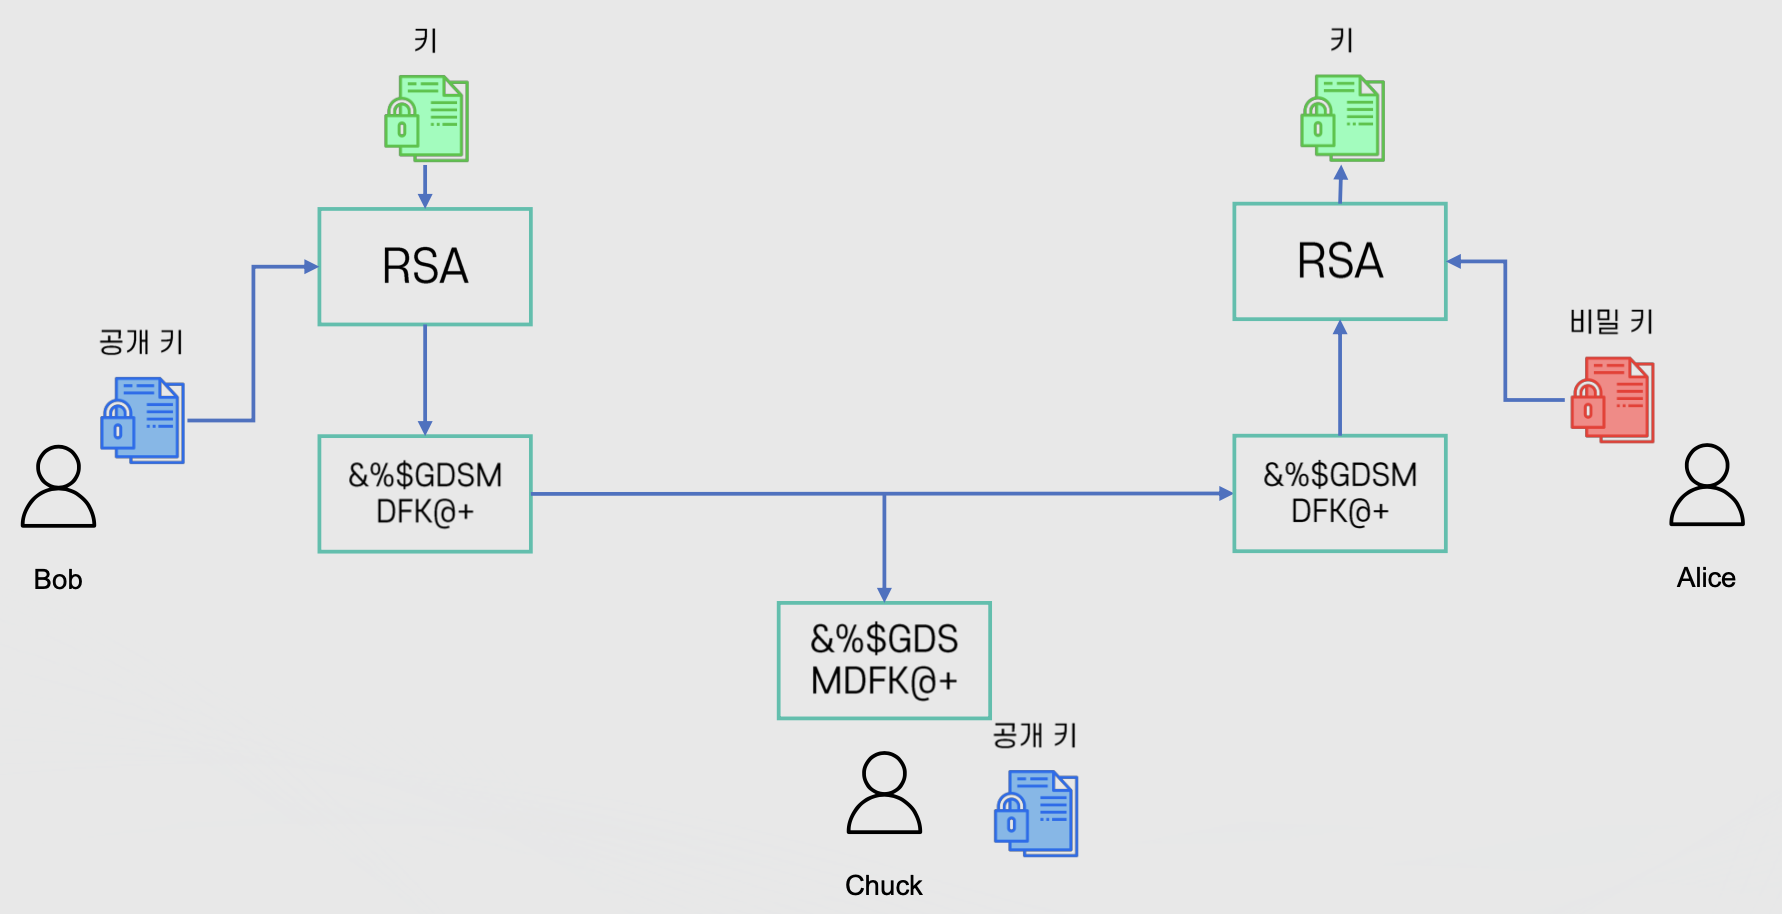 키
키
RSA
RSA
공개 키
비밀 키
&%$GDSM
DFK@+
&%$GDSM
DFK@+
Bob
Alice
&%$GDS
MDFK@+
공개 키
Chuck